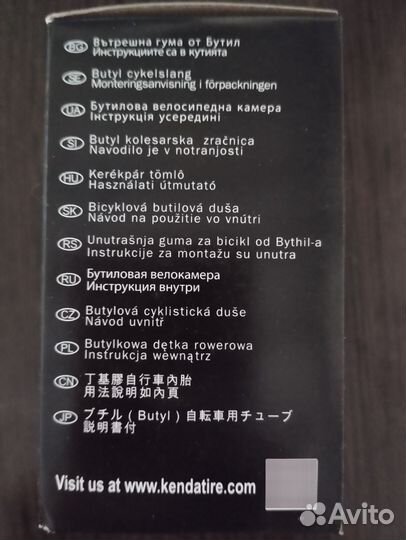 BG Вътрешна гума от Бутил
Инструкциите са в кутията
SE Butyl cykelslang
Monteringsanvisning i förpackningen
UA Бутилова велосипедна камера
Інструкція усередині
SI Butyl kolesarska zračnica
Navodilo je v notranjosti
HU Kerékpár tömlô
Használati útmutató
SK Bicyklová butilová duša
Návod na použitie vo vnútri
RS Unutrašnja guma za bicikl od Bythil-a
Instrukcije za montažu su unutra
RU Бутиловая велокамера
Инструкция внутри
CZ Butylová cyklistická duše
Návod uvnitř
PL Butylkowa dętka rowerowa
Instrukcja wewnątrz
CN 丁基膠自行車內胎
用法說明如內頁
JP ブチル ( Butyl ) 自転車用チューブ
説明書付
Visit us at www.kendatire.com
Avito